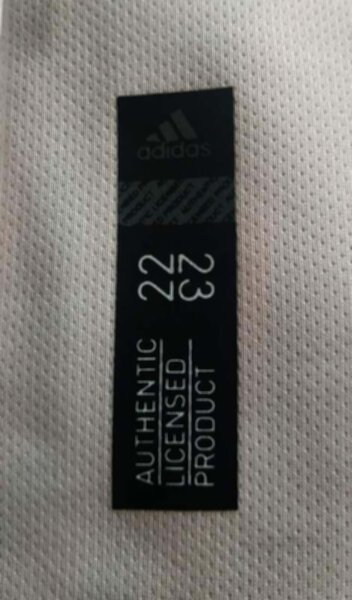 adidas
22
23
AUTHENTIC
LICENSED
PRODUCT